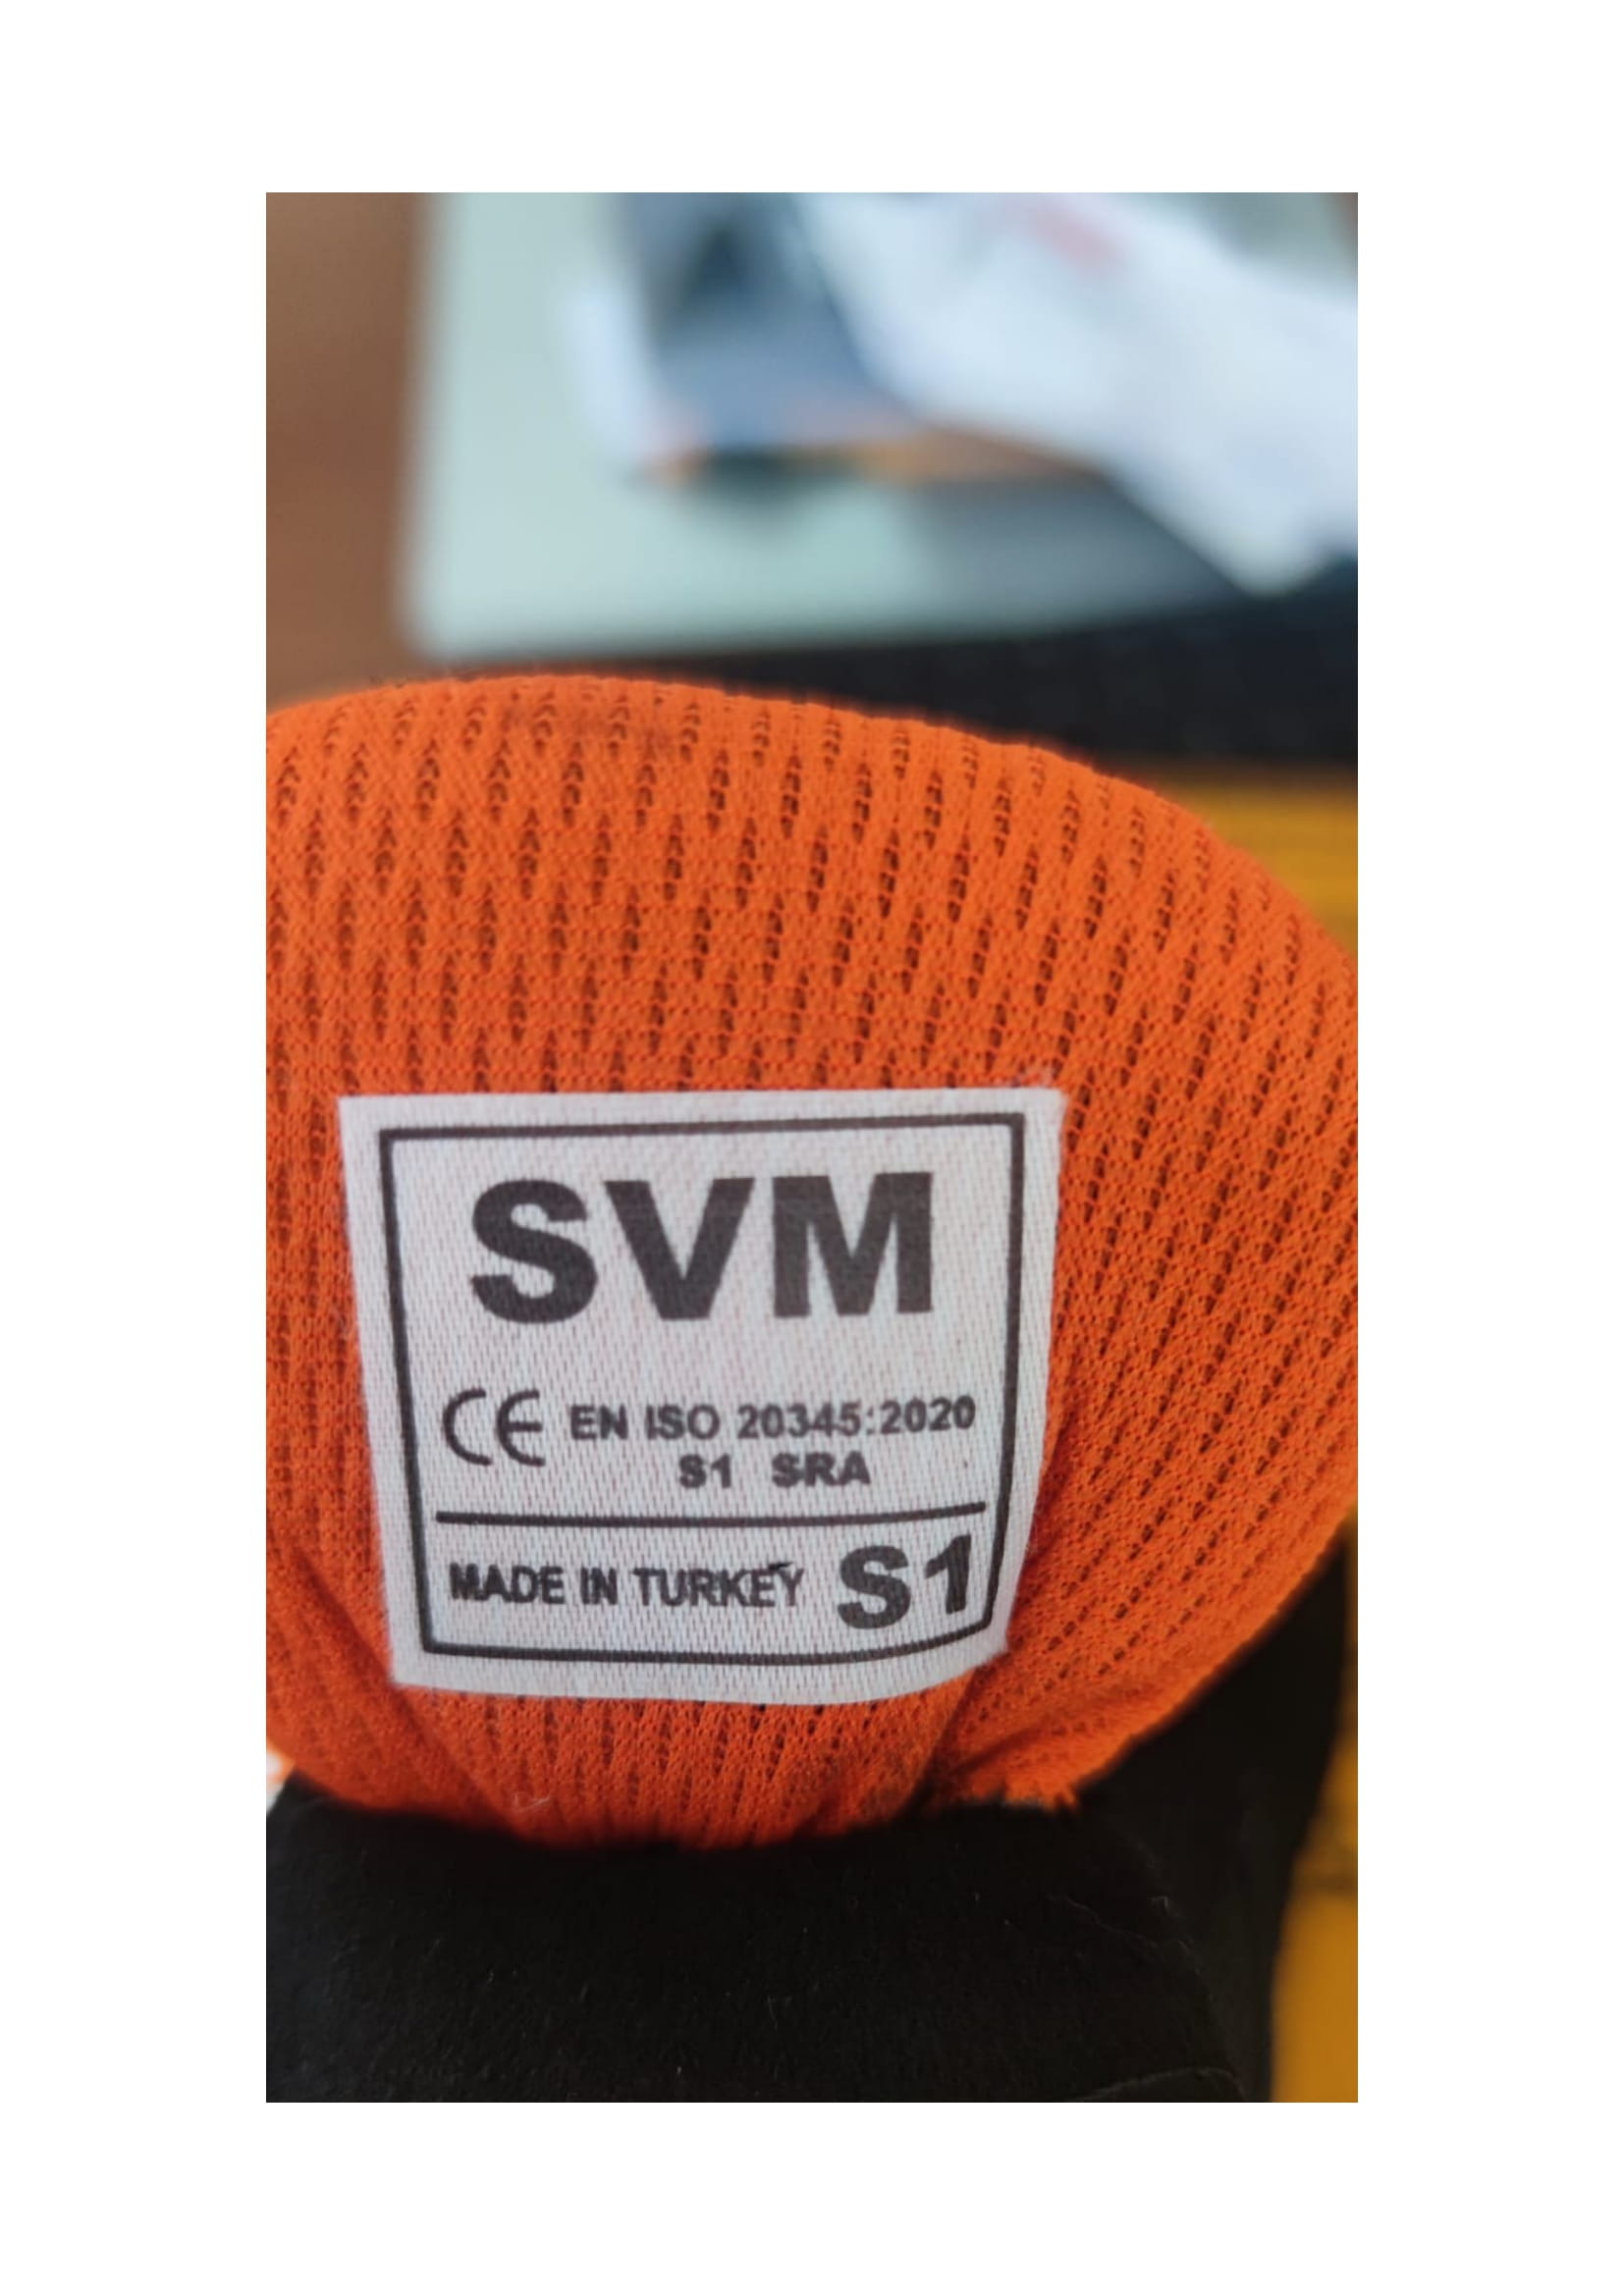 SVM
CE EN ISO 20345:2020
S1 SRA
MADE IN TURKEY S1